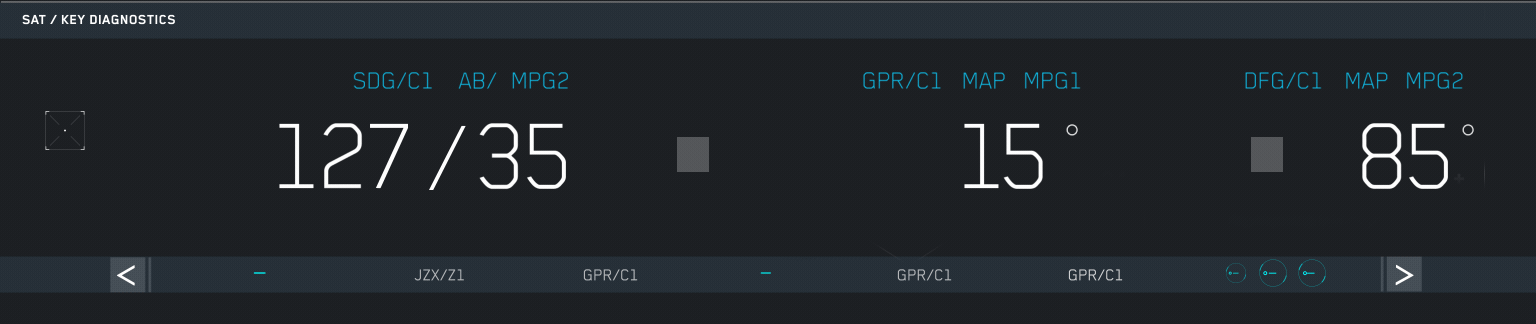 SAT / KEY DIAGNOSTICS
SDG/C1 AB/ MPG2 GPR/C1 MAP MPG1 DFG/C1 MAP MPG2
127/35 15° 85°
< JZX/Z1 GPR/C1 GPR/C1 GPR/C1 >